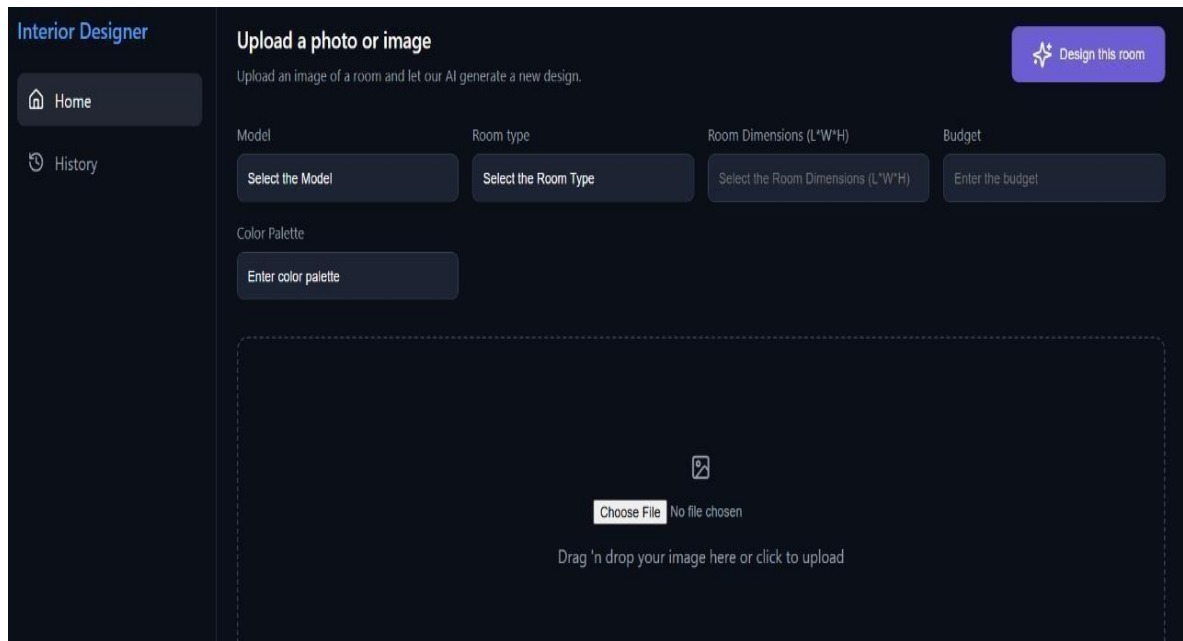 Interior Designer
Home
History
Upload a photo or image
Upload an image of a room and let our AI generate a new design.
Design this room
Model
Room type
Room Dimensions (L*W*H)
Budget
Select the Model
Select the Room Type
Select the Room Dimensions (L*W*H)
Enter the budget
Color Palette
Enter color palette
Choose File No file chosen
Drag 'n drop your image here or click to upload